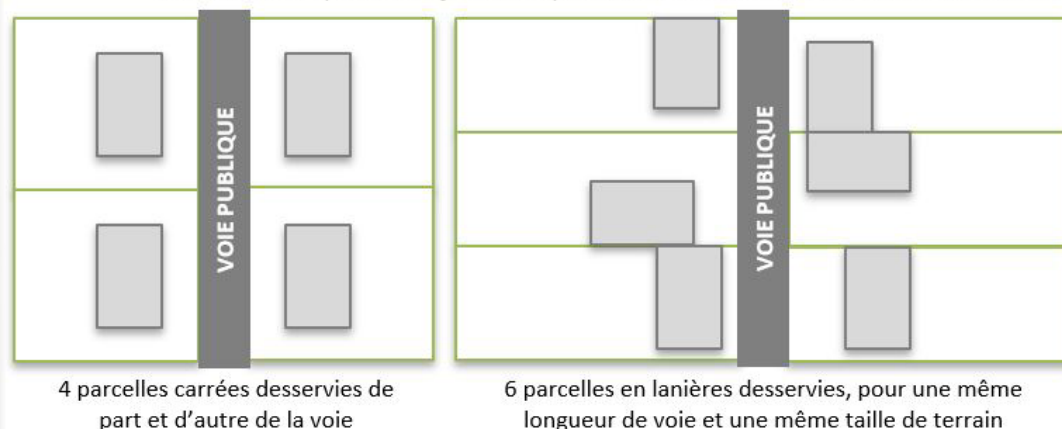 VOIE PUBLIQUE
VOIE PUBLIQUE
4 parcelles carrées desservies de
part et d'autre de la voie
6 parcelles en lanières desservies, pour une même
longueur de voie et une même taille de terrain